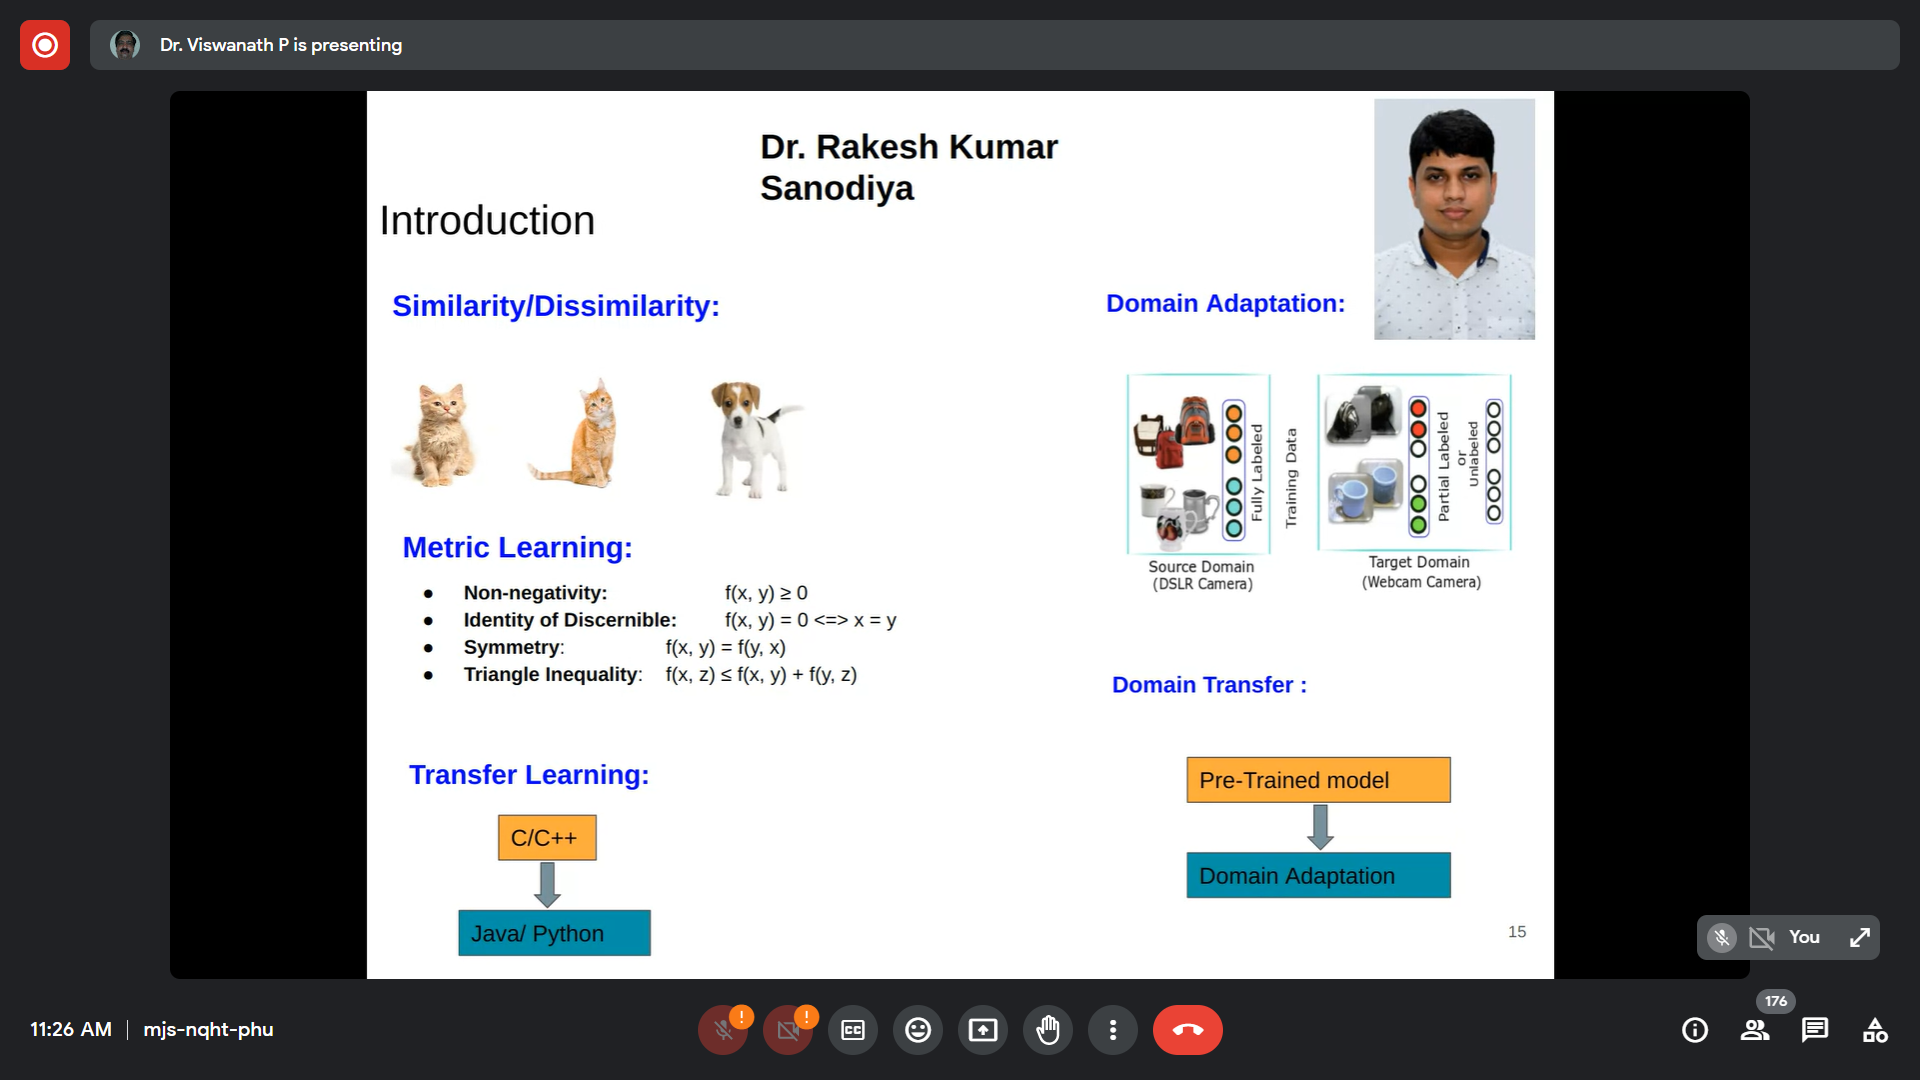 Dr. Viswanath P is presenting
Dr. Rakesh Kumar
Sanodiya
Introduction
Similarity/Dissimilarity:
Metric Learning:
● Non-negativity: f(x, y) ≥ 0
● Identity of Discernible: f(x, y) = 0 <=> x = y
● Symmetry: f(x, y) = f(y, x)
● Triangle Inequality: f(x, z) ≤ f(x, y) + f(y, z)
Transfer Learning:
C/C++
Java/ Python
Domain Adaptation:
Fully Labeled
Training Data
Partial Labeled
or
Unlabeled
Source Domain
(DSLR Camera)
Target Domain
(Webcam Camera)
Domain Transfer :
Pre-Trained model
Domain Adaptation
15
You
11:26 AM | mjs-nqht-phu
!
!
CC
176